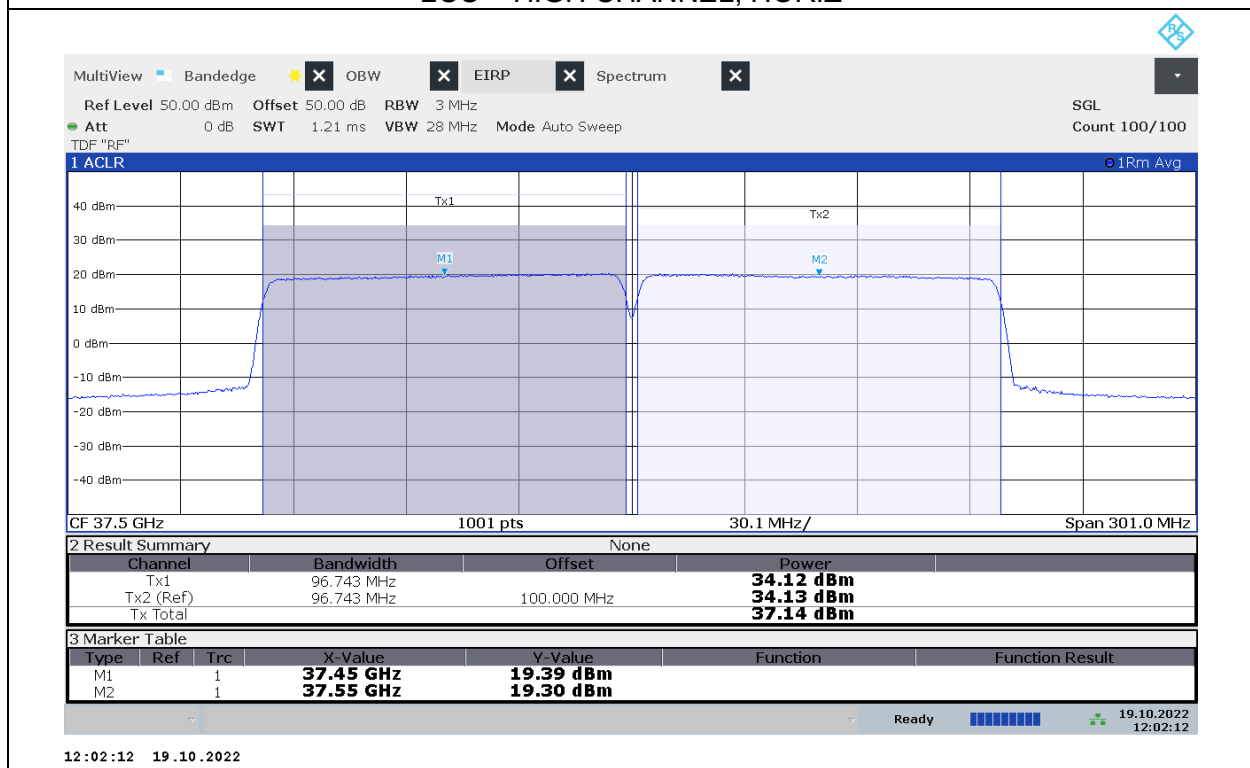 R&S
MultiView Bandedge OBW EIRP Spectrum
Ref Level 50.00 dBm Offset 50.00 dB RBW 3 MHz SGL
Att 0 dB SWT 1.21 ms VBW 28 MHz Mode Auto Sweep Count 100/100
TDF "RF"
1 ACLR 1Rm Avg
40 dBm
Tx1
Tx2
30 dBm
M1
M2
20 dBm
10 dBm
0 dBm
-10 dBm
-20 dBm
-30 dBm
-40 dBm
CF 37.5 GHz 1001 pts 30.1 MHz/ Span 301.0 MHz
2 Result Summary None
Channel Bandwidth Offset Power
Tx1 96.743 MHz 34.12 dBm
Tx2 (Ref) 96.743 MHz 100.000 MHz 34.13 dBm
Tx Total 37.14 dBm
3 Marker Table
Type Ref Trc X-Value Y-Value Function Function Result
M1 1 37.45 GHz 19.39 dBm
M2 1 37.55 GHz 19.30 dBm
Ready 19.10.2022
12:02:12
12:02:12 19.10.2022